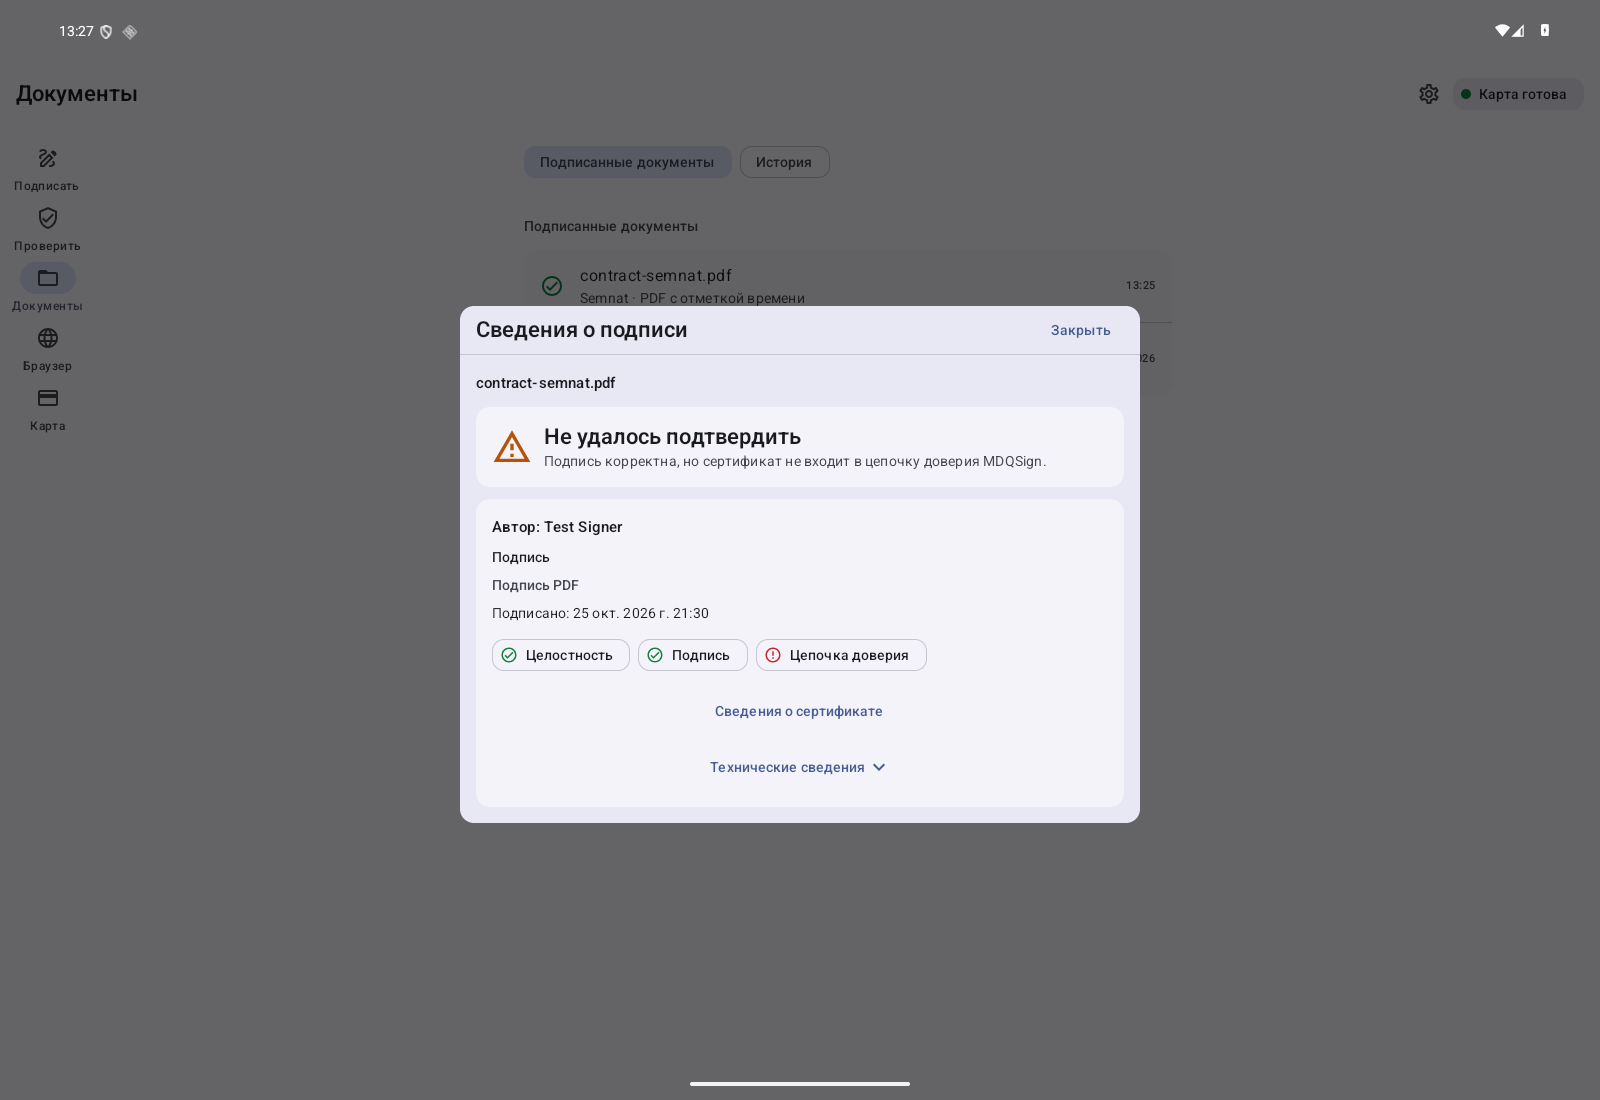 13:27
Документы
Карта готова
Подписать
Проверить
Документы
Браузер
Карта
Подписанные документы
История
Подписанные документы
contract-semnat.pdf
13:25
Semnat · PDF с отметкой времени
Сведения о подписи
Закрыть
contract-semnat.pdf
Не удалось подтвердить
Подпись корректна, но сертификат не входит в цепочку доверия MDQSign.
Автор: Test Signer
Подпись
Подпись PDF
Подписано: 25 окт. 2026 г. 21:30
Целостность
Подпись
Цепочка доверия
Сведения о сертификате
Технические сведения